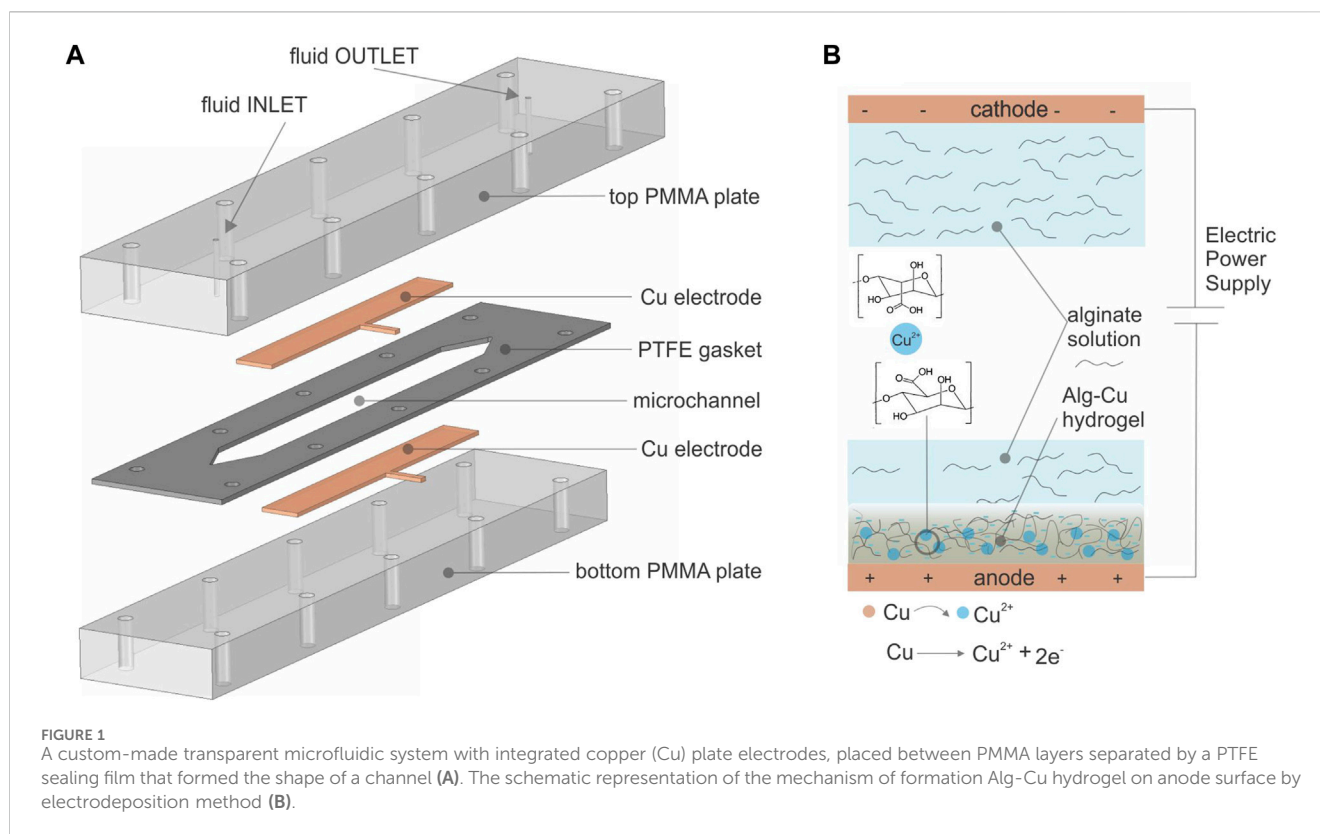 A
fluid OUTLET
fluid INLET
top PMMA plate
Cu electrode
PTFE gasket
microchannel
Cu electrode
bottom PMMA plate
B
- - cathode - -
Electric
Power
Supply
O
OH
O
OH
HO
O
OH
Cu²⁺
alginate
solution
OH
O
OH
O
O
HO
Alg-Cu
hydrogel
+ + anode + +
Cu Cu²⁺
Cu ⟶ Cu²⁺ + 2e⁻
FIGURE 1
A custom-made transparent microfluidic system with integrated copper (Cu) plate electrodes, placed between PMMA layers separated by a PTFE
sealing film that formed the shape of a channel (A). The schematic representation of the mechanism of formation Alg-Cu hydrogel on anode surface by
electrodeposition method (B).